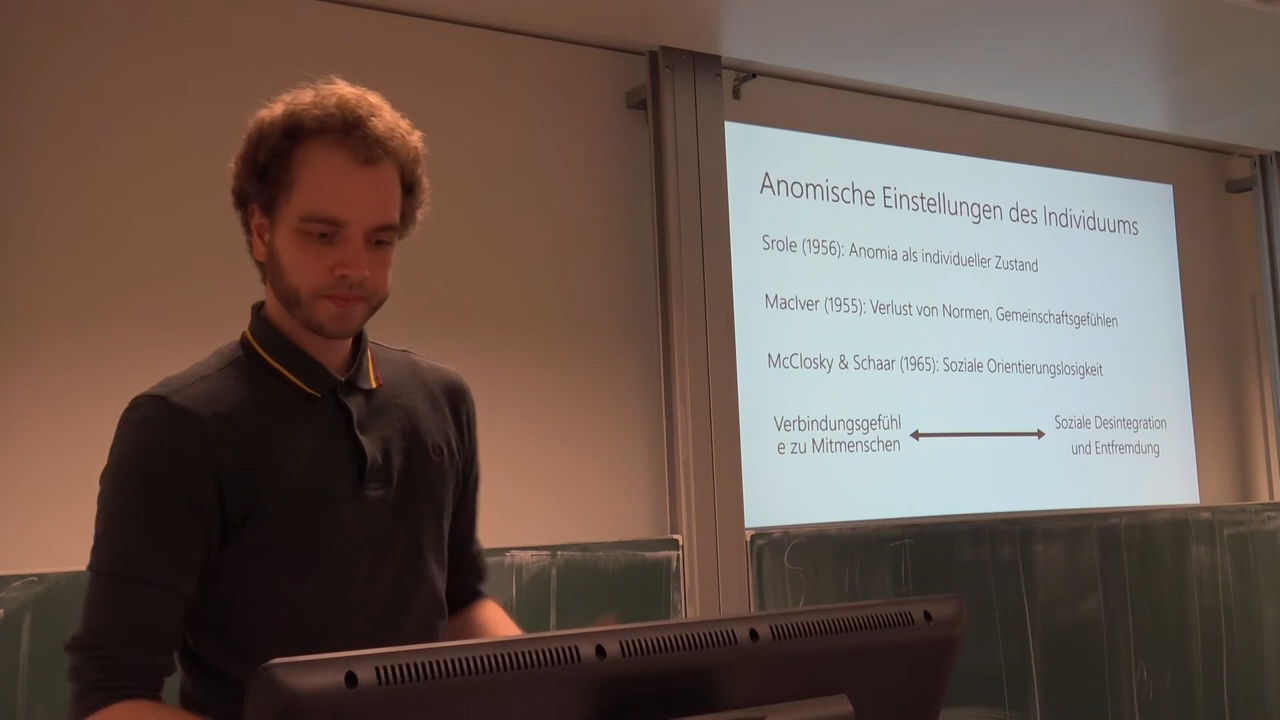 Anomische Einstellungen des Individuums
Srole (1956): Anomia als individueller Zustand
MacIver (1955): Verlust von Normen, Gemeinschaftsgefühlen
McClosky & Schaar (1965): Soziale Orientierungslosigkeit
Verbindungsgefühl
e zu Mitmenschen
Soziale Desintegration
und Entfremdung